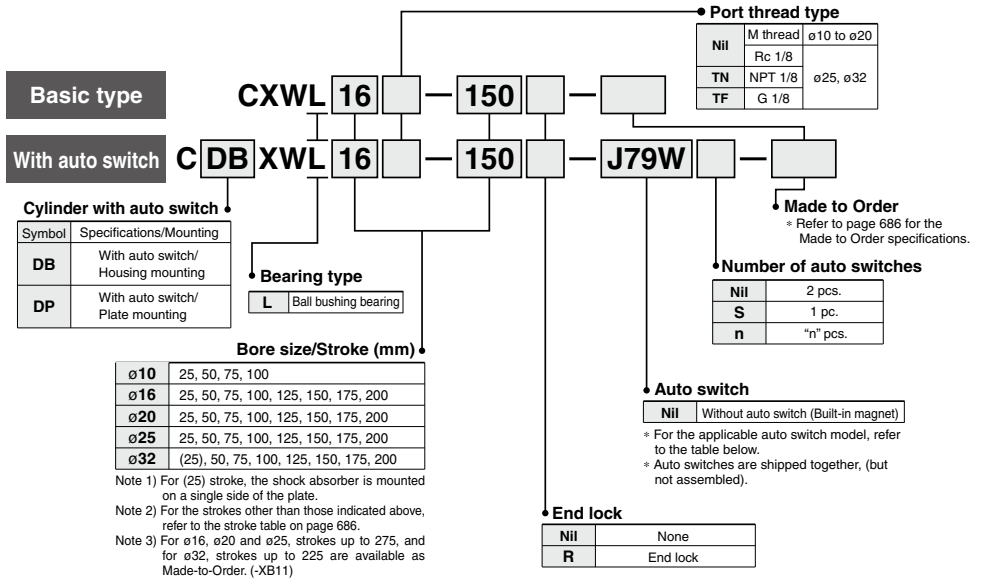 Port thread type
Nil M thread ø10 to ø20
Rc 1/8 ø25, ø32
TN NPT 1/8
TF G 1/8
Basic type CXWL 16 — 150 —
With auto switch C DB XWL 16 — 150 — J79W —
Cylinder with auto switch
Symbol Specifications/Mounting
DB With auto switch/
Housing mounting
DP With auto switch/
Plate mounting
Bearing type
L Ball bushing bearing
Bore size/Stroke (mm)
ø10 25, 50, 75, 100
ø16 25, 50, 75, 100, 125, 150, 175, 200
ø20 25, 50, 75, 100, 125, 150, 175, 200
ø25 25, 50, 75, 100, 125, 150, 175, 200
ø32 (25), 50, 75, 100, 125, 150, 175, 200
Note 1) For (25) stroke, the shock absorber is mounted
on a single side of the plate.
Note 2) For the strokes other than those indicated above,
refer to the stroke table on page 686.
Note 3) For ø16, ø20 and ø25, strokes up to 275, and
for ø32, strokes up to 225 are available as
Made-to-Order. (-XB11)
Made to Order
* Refer to page 686 for the
Made to Order specifications.
Number of auto switches
Nil 2 pcs.
S 1 pc.
n "n" pcs.
Auto switch
Nil Without auto switch (Built-in magnet)
* For the applicable auto switch model, refer
to the table below.
* Auto switches are shipped together, (but
not assembled).
End lock
Nil None
R End lock